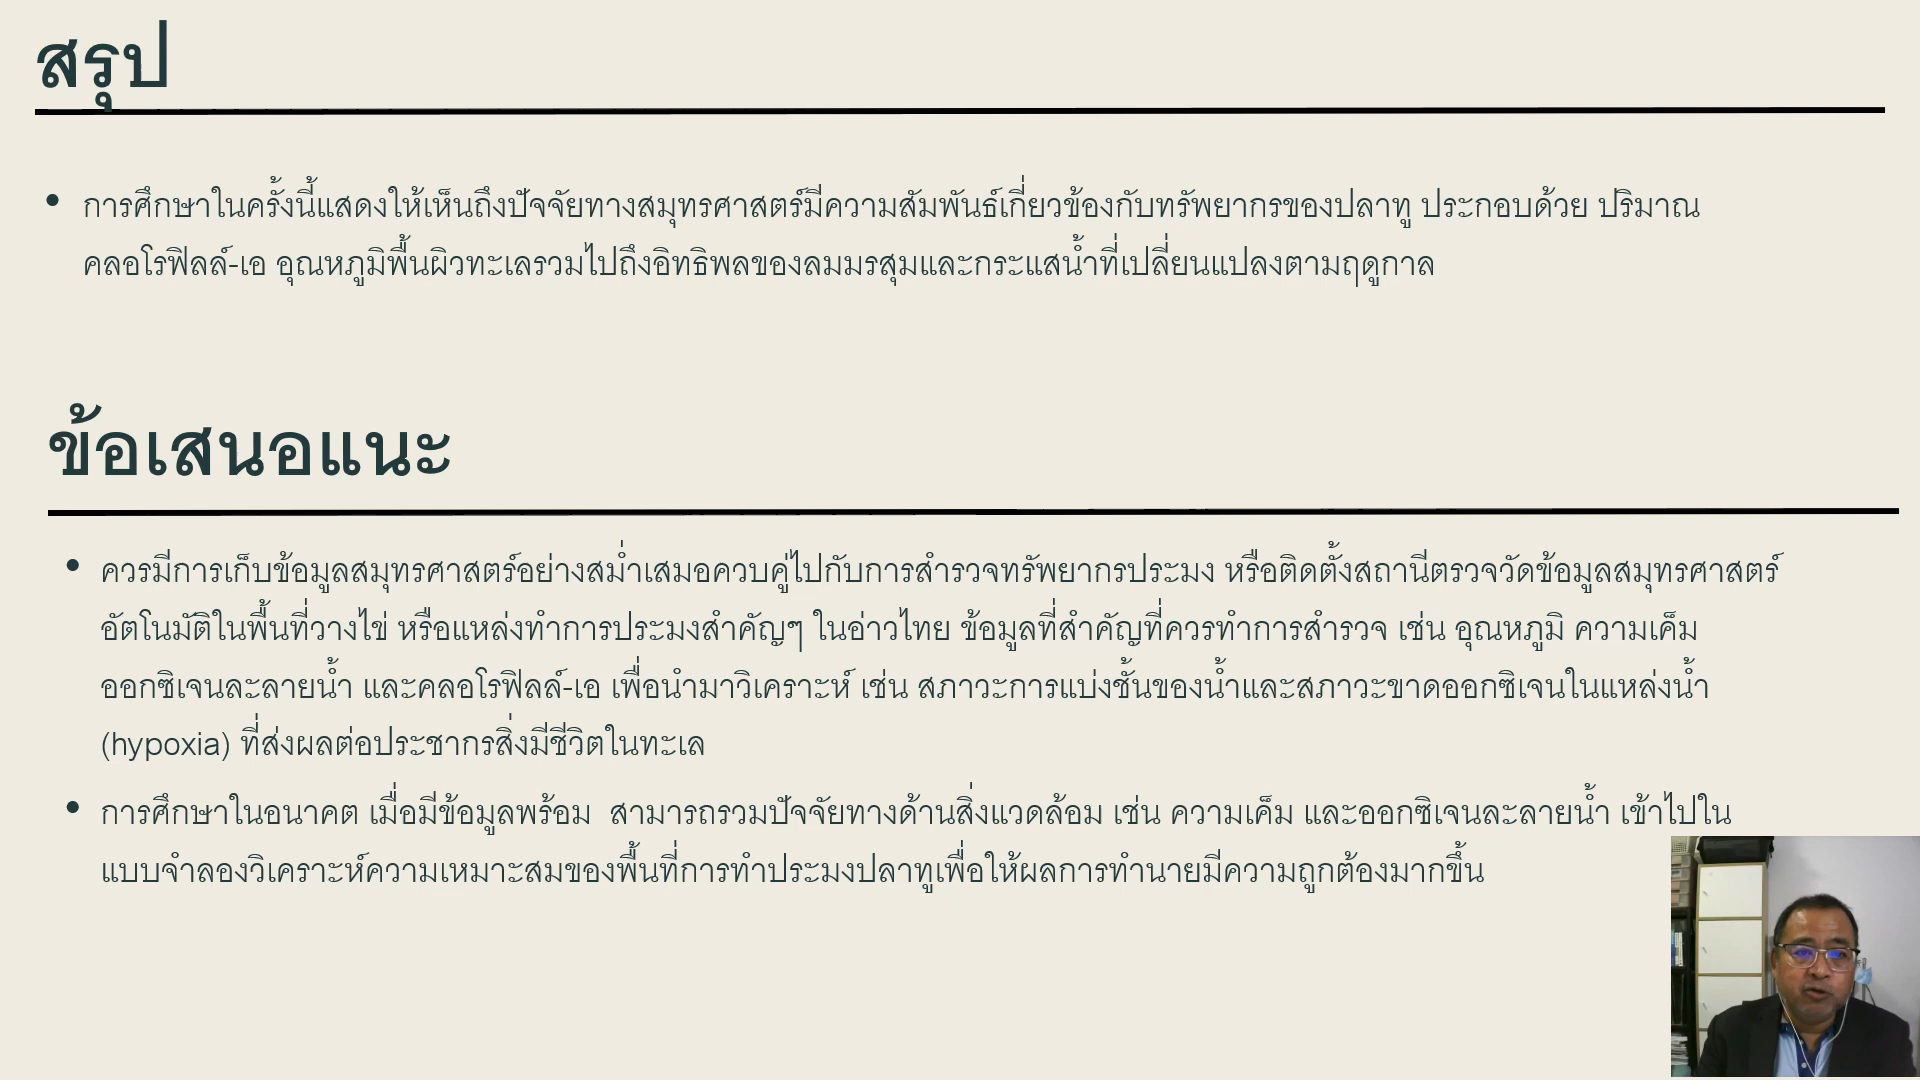 สรุป
• การศึกษาในครั้งนี้แสดงให้เห็นถึงปัจจัยทางสมุทรศาสตร์มีความสัมพันธ์เกี่ยวข้องกับทรัพยากรของปลาทู ประกอบด้วย ปริมาณ
คลอโรฟิลล์-เอ อุณหภูมิพื้นผิวทะเลรวมไปถึงอิทธิพลของลมมรสุมและกระแสน้ำที่เปลี่ยนแปลงตามฤดูกาล
ข้อเสนอแนะ
• ควรมีการเก็บข้อมูลสมุทรศาสตร์อย่างสม่ำเสมอควบคู่ไปกับการสำรวจทรัพยากรประมง หรือติดตั้งสถานีตรวจวัดข้อมูลสมุทรศาสตร์
อัตโนมัติในพื้นที่วางไข่ หรือแหล่งทำการประมงสำคัญๆ ในอ่าวไทย ข้อมูลที่สำคัญที่ควรทำการสำรวจ เช่น อุณหภูมิ ความเค็ม
ออกซิเจนละลายน้ำ และคลอโรฟิลล์-เอ เพื่อนำมาวิเคราะห์ เช่น สภาวะการแบ่งชั้นของน้ำและสภาวะขาดออกซิเจนในแหล่งน้ำ
(hypoxia) ที่ส่งผลต่อประชากรสิ่งมีชีวิตในทะเล
• การศึกษาในอนาคต เมื่อมีข้อมูลพร้อม สามารถรวมปัจจัยทางด้านสิ่งแวดล้อม เช่น ความเค็ม และออกซิเจนละลายน้ำ เข้าไปใน
แบบจำลองวิเคราะห์ความเหมาะสมของพื้นที่การทำประมงปลาทูเพื่อให้ผลการทำนายมีความถูกต้องมากขึ้น